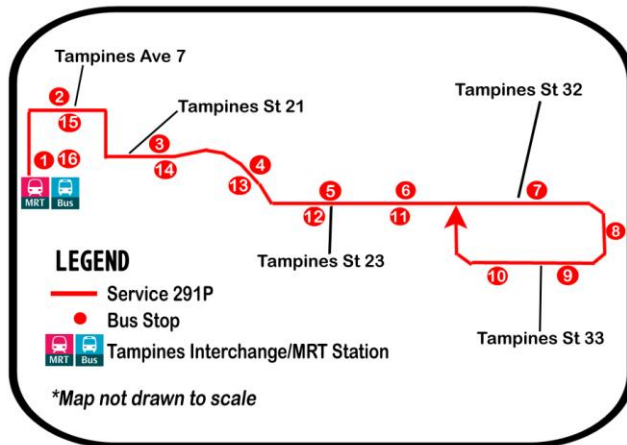 Tampines Ave 7
2
15
Tampines St 21
Tampines St 32
1 16
3
14
4
13
MRT Bus
5
12
6
11
7
8
Tampines St 23
10
9
LEGEND
Service 291P
Bus Stop
MRT Bus Tampines Interchange/MRT Station
Tampines St 33
*Map not drawn to scale